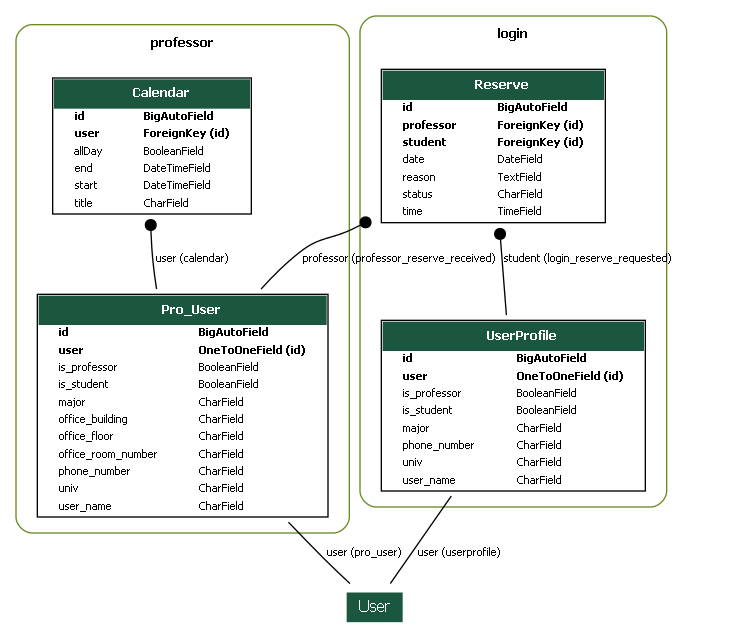 professor
login
Calendar
id BigAutoField
user ForeignKey (id)
allDay BooleanField
end DateTimeField
start DateTimeField
title CharField
Reserve
id BigAutoField
professor ForeignKey (id)
student ForeignKey (id)
date DateField
reason TextField
status CharField
time TimeField
user (calendar)
professor (professor_reserve_received)
student (login_reserve_requested)
Pro_User
id BigAutoField
user OneToOneField (id)
is_professor BooleanField
is_student BooleanField
major CharField
office_building CharField
office_floor CharField
office_room_number CharField
phone_number CharField
univ CharField
user_name CharField
UserProfile
id BigAutoField
user OneToOneField (id)
is_professor BooleanField
is_student BooleanField
major CharField
phone_number CharField
univ CharField
user_name CharField
user (pro_user)
user (userprofile)
User